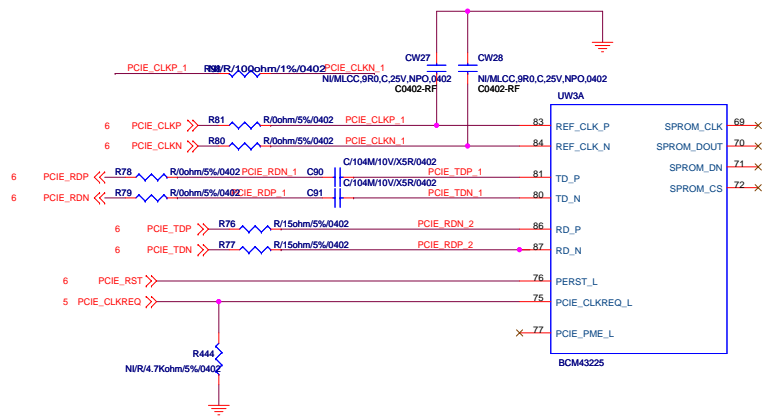 CW27
CW28
PCIE_CLKP_1
R98
NI/R/100ohm/1%/0402
PCIE_CLKN_1
NI/MLCC,9R0,C,25V,NPO,0402
NI/MLCC,9R0,C,25V,NPO,0402
C0402-RF
C0402-RF
UW3A
6
PCIE_CLKP
R81
R/0ohm/5%/0402
PCIE_CLKP_1
83
REF_CLK_P
SPROM_CLK
69
6
PCIE_CLKN
R80
R/0ohm/5%/0402
PCIE_CLKN_1
84
REF_CLK_N
SPROM_DOUT
70
C/104M/10V/X5R/0402
6
PCIE_RDP
R78
R/0ohm/5%/0402
PCIE_RDN_1
C90
PCIE_TDP_1
81
TD_P
SPROM_DN
71
C/104M/10V/X5R/0402
6
PCIE_RDN
R79
R/0ohm/5%/0402
PCIE_RDP_1
C91
PCIE_TDN_1
80
TD_N
SPROM_CS
72
6
PCIE_TDP
R76
R/15ohm/5%/0402
PCIE_RDN_2
86
RD_P
6
PCIE_TDN
R77
R/15ohm/5%/0402
PCIE_RDP_2
87
RD_N
6
PCIE_RST
76
PERST_L
5
PCIE_CLKREQ
75
PCIE_CLKREQ_L
77
PCIE_PME_L
R444
NI/R/4.7Kohm/5%/0402
BCM43225